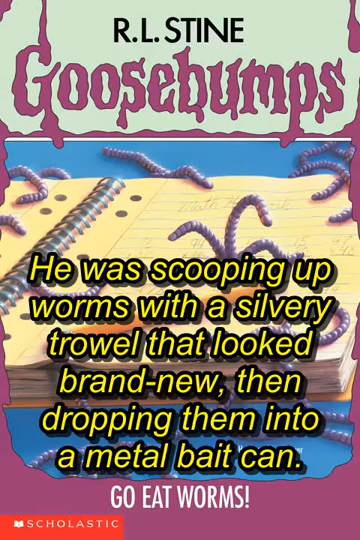 R.L. STINE
Goosebumps
He was scooping up
worms with a silvery
trowel that looked
brand-new, then
dropping them into
a metal bait can.
GO EAT WORMS!
SCHOLASTIC